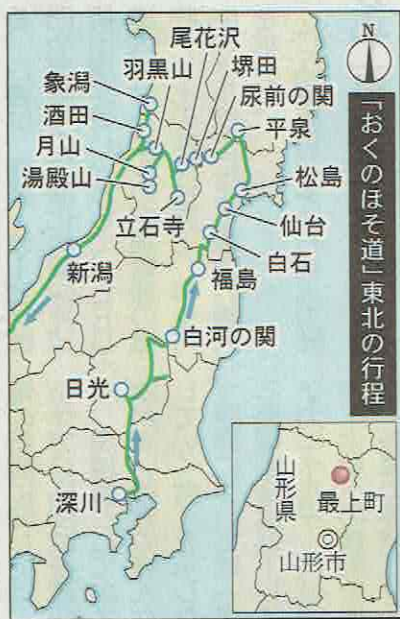 N
「おくのほそ道」東北の行程
尾花沢
羽黒山
堺田
象潟
尿前の関
酒田
平泉
月山
湯殿山
松島
立石寺
仙台
白石
新潟
福島
白河の関
日光
深川
山形県
最上町
山形市